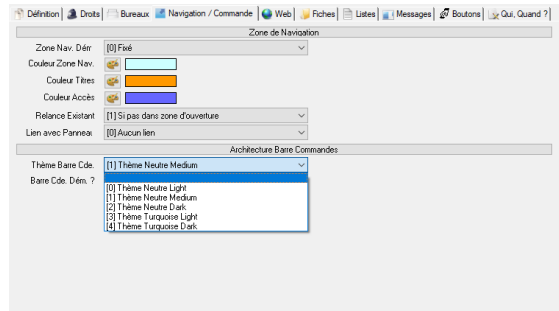 Définition Droits Bureaux Navigation / Commande Web Fiches Listes Messages Boutons Qui, Quand ?
Zone de Navigation
Zone Nav. Dérr [0] Fixé
Couleur Zone Nav.
Couleur Titres
Couleur Accès
Relance Existant [1] Si pas dans zone d'ouverture
Lien avec Panneau [0] Aucun lien
Architecture Barre Commandes
Thème Barre Cde. [1] Thème Neutre Medium
Barre Cde. Dém. ?
[0] Thème Neutre Light
[1] Thème Neutre Medium
[2] Thème Neutre Dark
[3] Thème Turquoise Light
[4] Thème Turquoise Dark